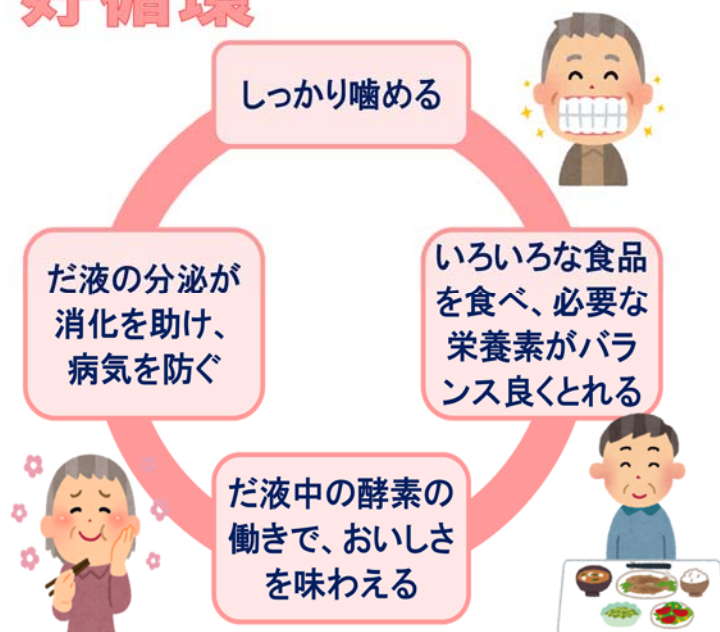 好循環
しっかり噛める
いろいろな食品
を食べ、必要な
栄養素がバラ
ンス良くとれる
だ液中の酵素の
働きで、おいしさ
を味わえる
だ液の分泌が
消化を助け、
病気を防ぐ